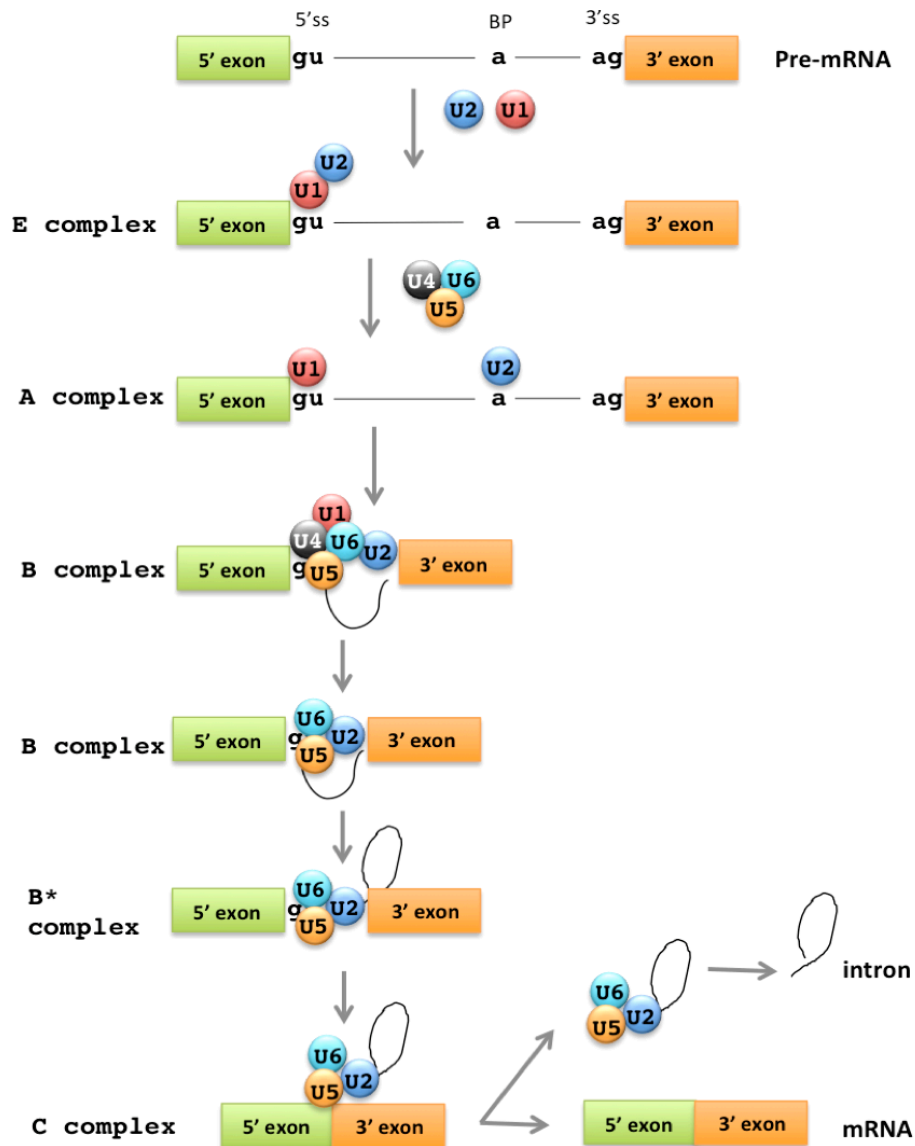 5'ss BP 3'ss
5' exon gu a ag 3' exon Pre-mRNA
U2 U1
U2
U1
E complex 5' exon gu a ag 3' exon
U4 U6
U5
U1 U2
A complex 5' exon gu a ag 3' exon
U1
U4 U6 U2
B complex 5' exon g U5 3' exon
U6
B complex 5' exon g U2 3' exon
U5
B*
complex
U6
5' exon g U2 3' exon
U5
intron
U6
U5 U2
U6
U5 U2
C complex 5' exon 3' exon
5' exon 3' exon mRNA